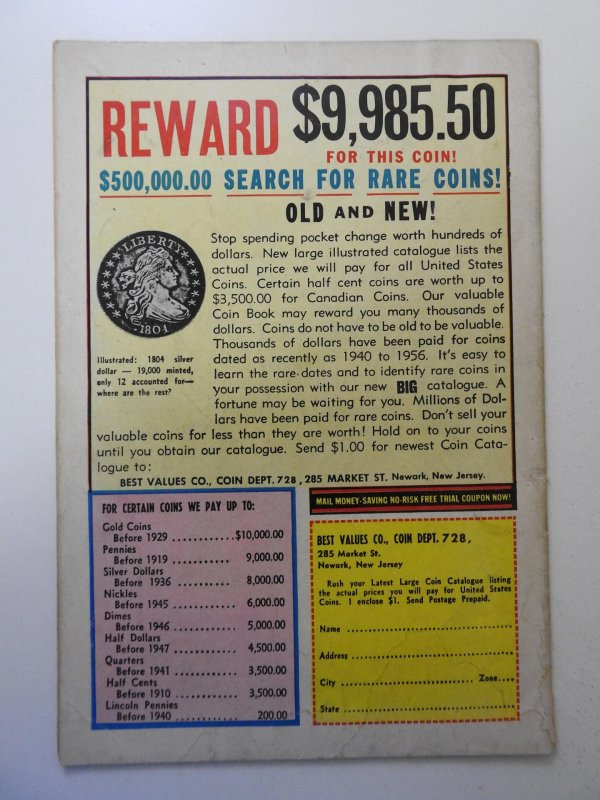 REWARD $9,985.50
FOR THIS COIN!
$500,000.00 SEARCH FOR RARE COINS!
OLD AND NEW!
LIBERTY
1804
Illustrated: 1804 silver
dollar — 19,000 minted,
only 12 accounted for—
where are the rest?
Stop spending pocket change worth hundreds of
dollars. New large illustrated catalogue lists the
actual price we will pay for all United States
Coins. Certain half cent coins are worth up to
$3,500.00 for Canadian Coins. Our valuable
Coin Book may reward you many thousands of
dollars. Coins do not have to be old to be valuable.
Thousands of dollars have been paid for coins
dated as recently as 1940 to 1956. It's easy to
learn the rare dates and to identify rare coins in
your possession with our new BIG catalogue. A
fortune may be waiting for you. Millions of Dol-
lars have been paid for rare coins. Don't sell your
valuable coins for less than they are worth! Hold on to your coins
until you obtain our catalogue. Send $1.00 for newest Coin Cata-
logue to:
BEST VALUES CO., COIN DEPT. 728, 285 MARKET ST. Newark, New Jersey.
FOR CERTAIN COINS WE PAY UP TO:
Gold Coins
Before 1929 ........... $10,000.00
Pennies
Before 1919 ........... 9,000.00
Silver Dollars
Before 1936 ........... 8,000.00
Nickles
Before 1945 ........... 6,000.00
Dimes
Before 1946 ........... 5,000.00
Half Dollars
Before 1947 ........... 4,500.00
Quarters
Before 1941 ........... 3,500.00
Half Cents
Before 1910 ........... 3,500.00
Lincoln Pennies
Before 1940 ........... 200.00
MAIL MONEY-SAVING NO-RISK FREE TRIAL COUPON NOW!
BEST VALUES CO., COIN DEPT. 728,
285 Market St.
Newark, New Jersey
Rush your Latest Large Coin Catalogue listing
the actual prices you will pay for United States
Coins. I enclose $1. Send Postage Prepaid.
Name ........................................
Address ........................................
City ........................................ Zone....
State ........................................